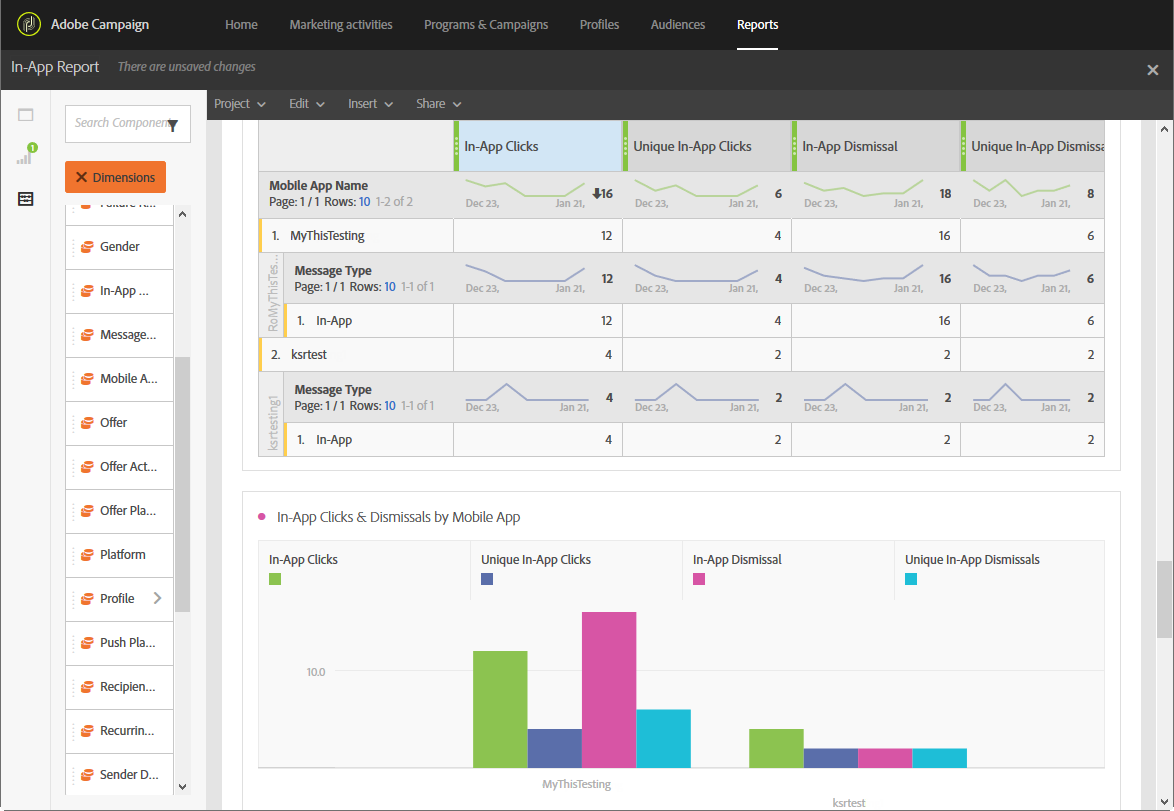 Adobe Campaign
Home
Marketing activities
Programs & Campaigns
Profiles
Audiences
Reports
In-App Report
There are unsaved changes
Project
Edit
Insert
Share
Search Componen
1
Dimensions
Gender
In-App ...
Message...
Mobile A...
Offer
Offer Act...
Offer Pla...
Platform
Profile
Push Pla...
Recipien...
Recurrin...
Sender D...
In-App Clicks
Unique In-App Clicks
In-App Dismissal
Unique In-App Dismissa
Mobile App Name
Page: 1 / 1 Rows: 10 1-2 of 2
Dec 23, Jan 21, 16
Dec 23, Jan 21, 6
Dec 23, Jan 21, 18
Dec 23, Jan 21, 8
1. MyThisTesting 12 4 16 6
RoMyThisTes...
Message Type
Page: 1 / 1 Rows: 10 1-1 of 1
Dec 23, Jan 21, 12
Dec 23, Jan 21, 4
Dec 23, Jan 21, 16
Dec 23, Jan 21, 6
1. In-App 12 4 16 6
2. ksrtest 4 2 2 2
ksrtesting1
Message Type
Page: 1 / 1 Rows: 10 1-1 of 1
Dec 23, Jan 21, 4
Dec 23, Jan 21, 2
Dec 23, Jan 21, 2
Dec 23, Jan 21, 2
1. In-App 4 2 2 2
In-App Clicks & Dismissals by Mobile App
In-App Clicks
Unique In-App Clicks
In-App Dismissal
Unique In-App Dismissals
10.0
MyThisTesting
ksrtest